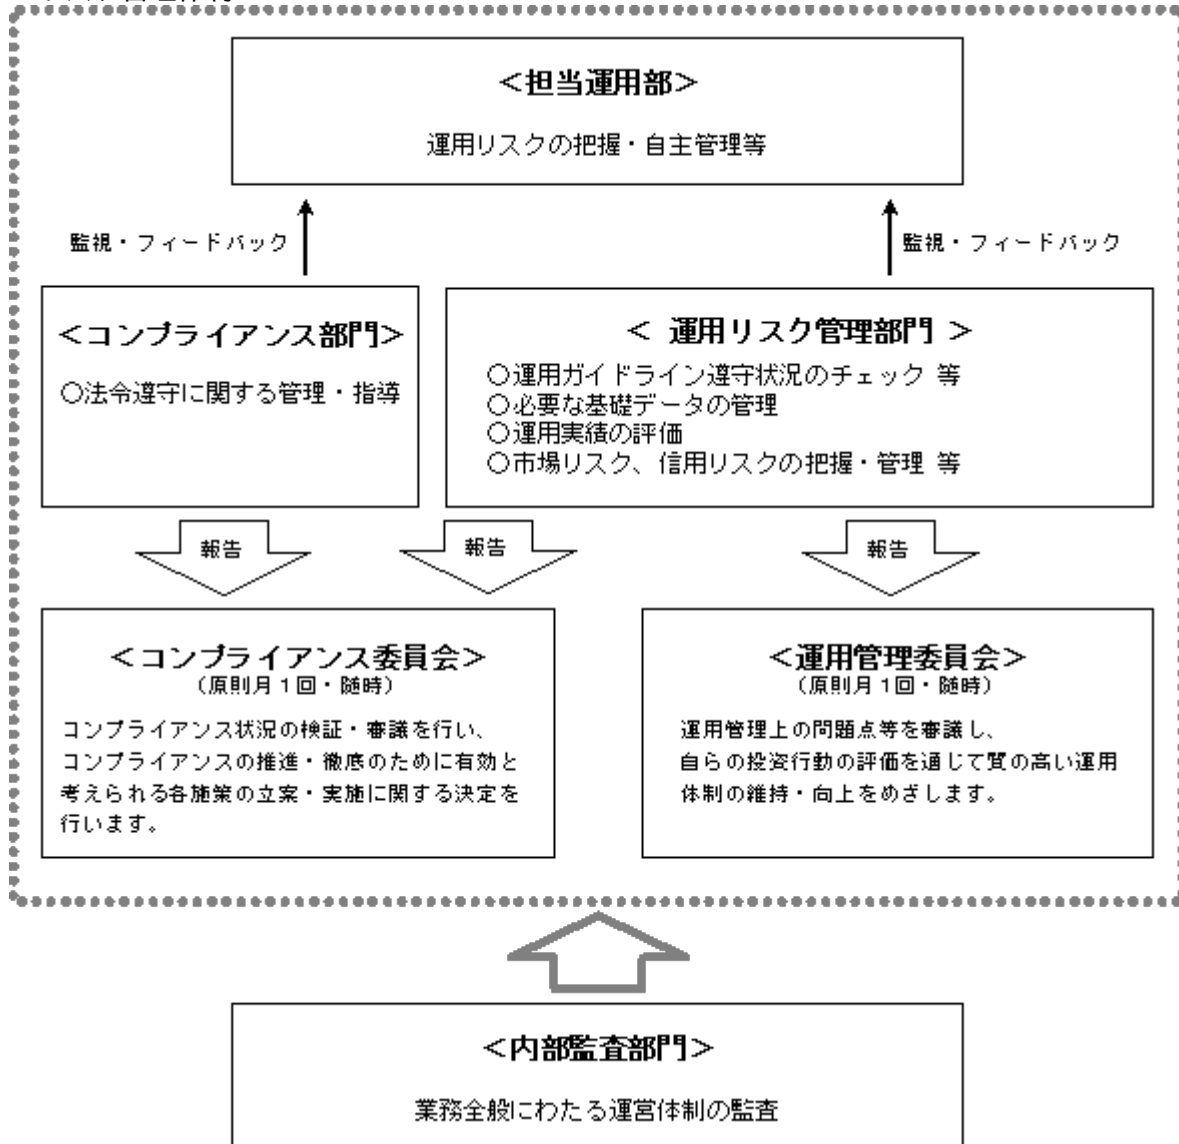 ＜担当運用部＞
運用リスクの把握・自主管理等
監視・フィードバック
監視・フィードバック
＜コンプライアンス部門＞
○法令遵守に関する管理・指導
＜ 運用リスク管理部門 ＞
○運用ガイドライン遵守状況のチェック 等
○必要な基礎データの管理
○運用実績の評価
○市場リスク、信用リスクの把握・管理 等
報告
報告
報告
＜コンプライアンス委員会＞
（原則月１回・随時）
コンプライアンス状況の検証・審議を行い、
コンプライアンスの推進・徹底のために有効と
考えられる各施策の立案・実施に関する決定を
行います。
＜運用管理委員会＞
（原則月１回・随時）
運用管理上の問題点等を審議し、
自らの投資行動の評価を通じて質の高い運用
体制の維持・向上をめざします。
＜内部監査部門＞
業務全般にわたる運営体制の監査